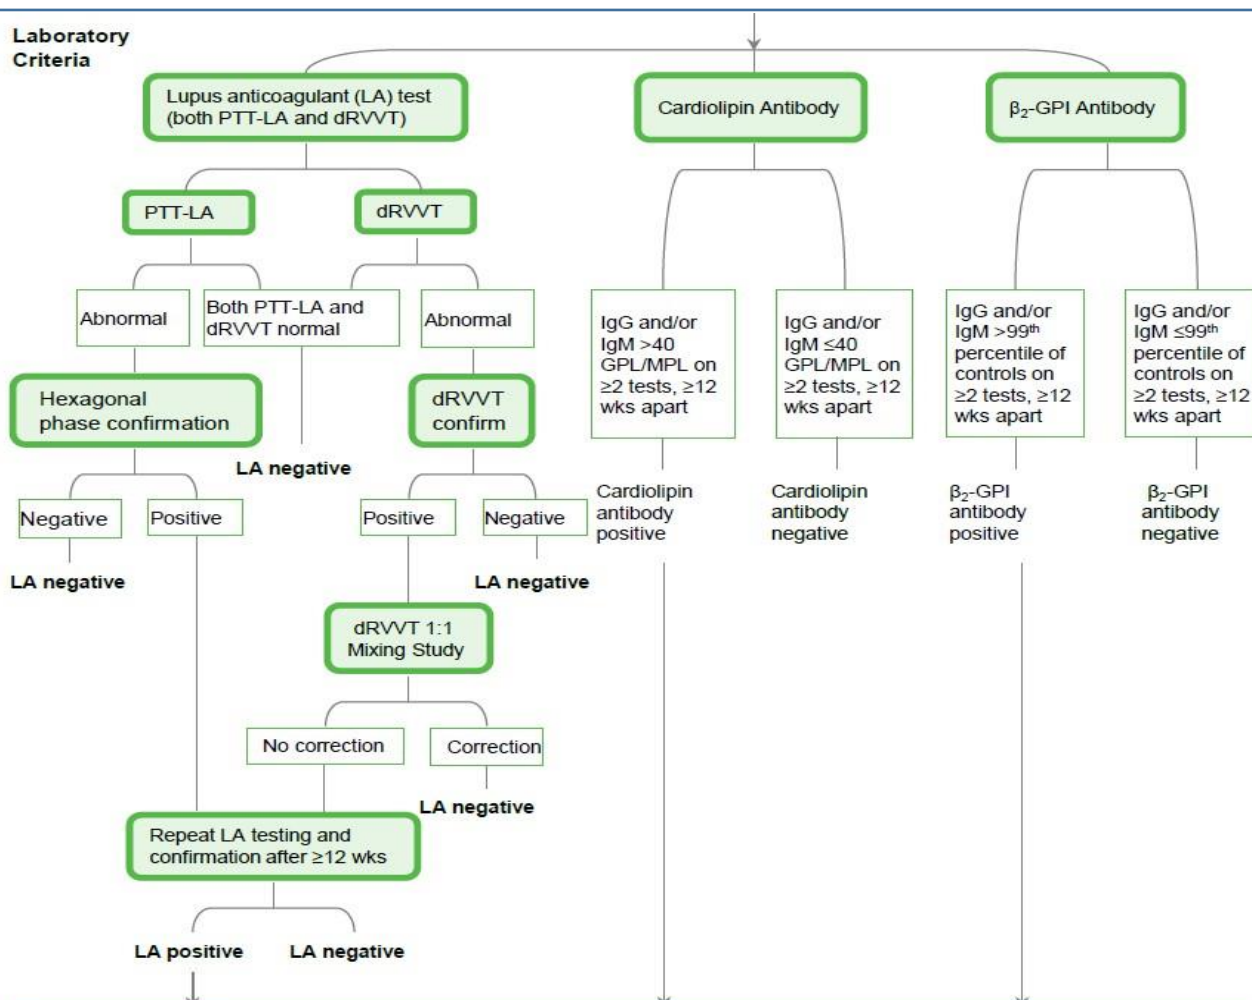 Laboratory
Criteria
Lupus anticoagulant (LA) test
(both PTT-LA and dRVVT)
Cardiolipin Antibody
β₂-GPI Antibody
PTT-LA
dRVVT
Abnormal
Both PTT-LA and
dRVVT normal
Abnormal
IgG and/or
IgM >40
GPL/MPL on
≥2 tests, ≥12
wks apart
IgG and/or
IgM ≤40
GPL/MPL on
≥2 tests, ≥12
wks apart
IgG and/or
IgM >99th
percentile of
controls on
≥2 tests, ≥12
wks apart
IgG and/or
IgM ≤99th
percentile of
controls on
≥2 tests, ≥12
wks apart
Hexagonal
phase confirmation
dRVVT
confirm
LA negative
Negative
Positive
Positive
Negative
Cardiolipin
antibody
positive
Cardiolipin
antibody
negative
β₂-GPI
antibody
positive
β₂-GPI
antibody
negative
LA negative
LA negative
dRVVT 1:1
Mixing Study
No correction
Correction
LA negative
Repeat LA testing and
confirmation after ≥12 wks
LA positive
LA negative